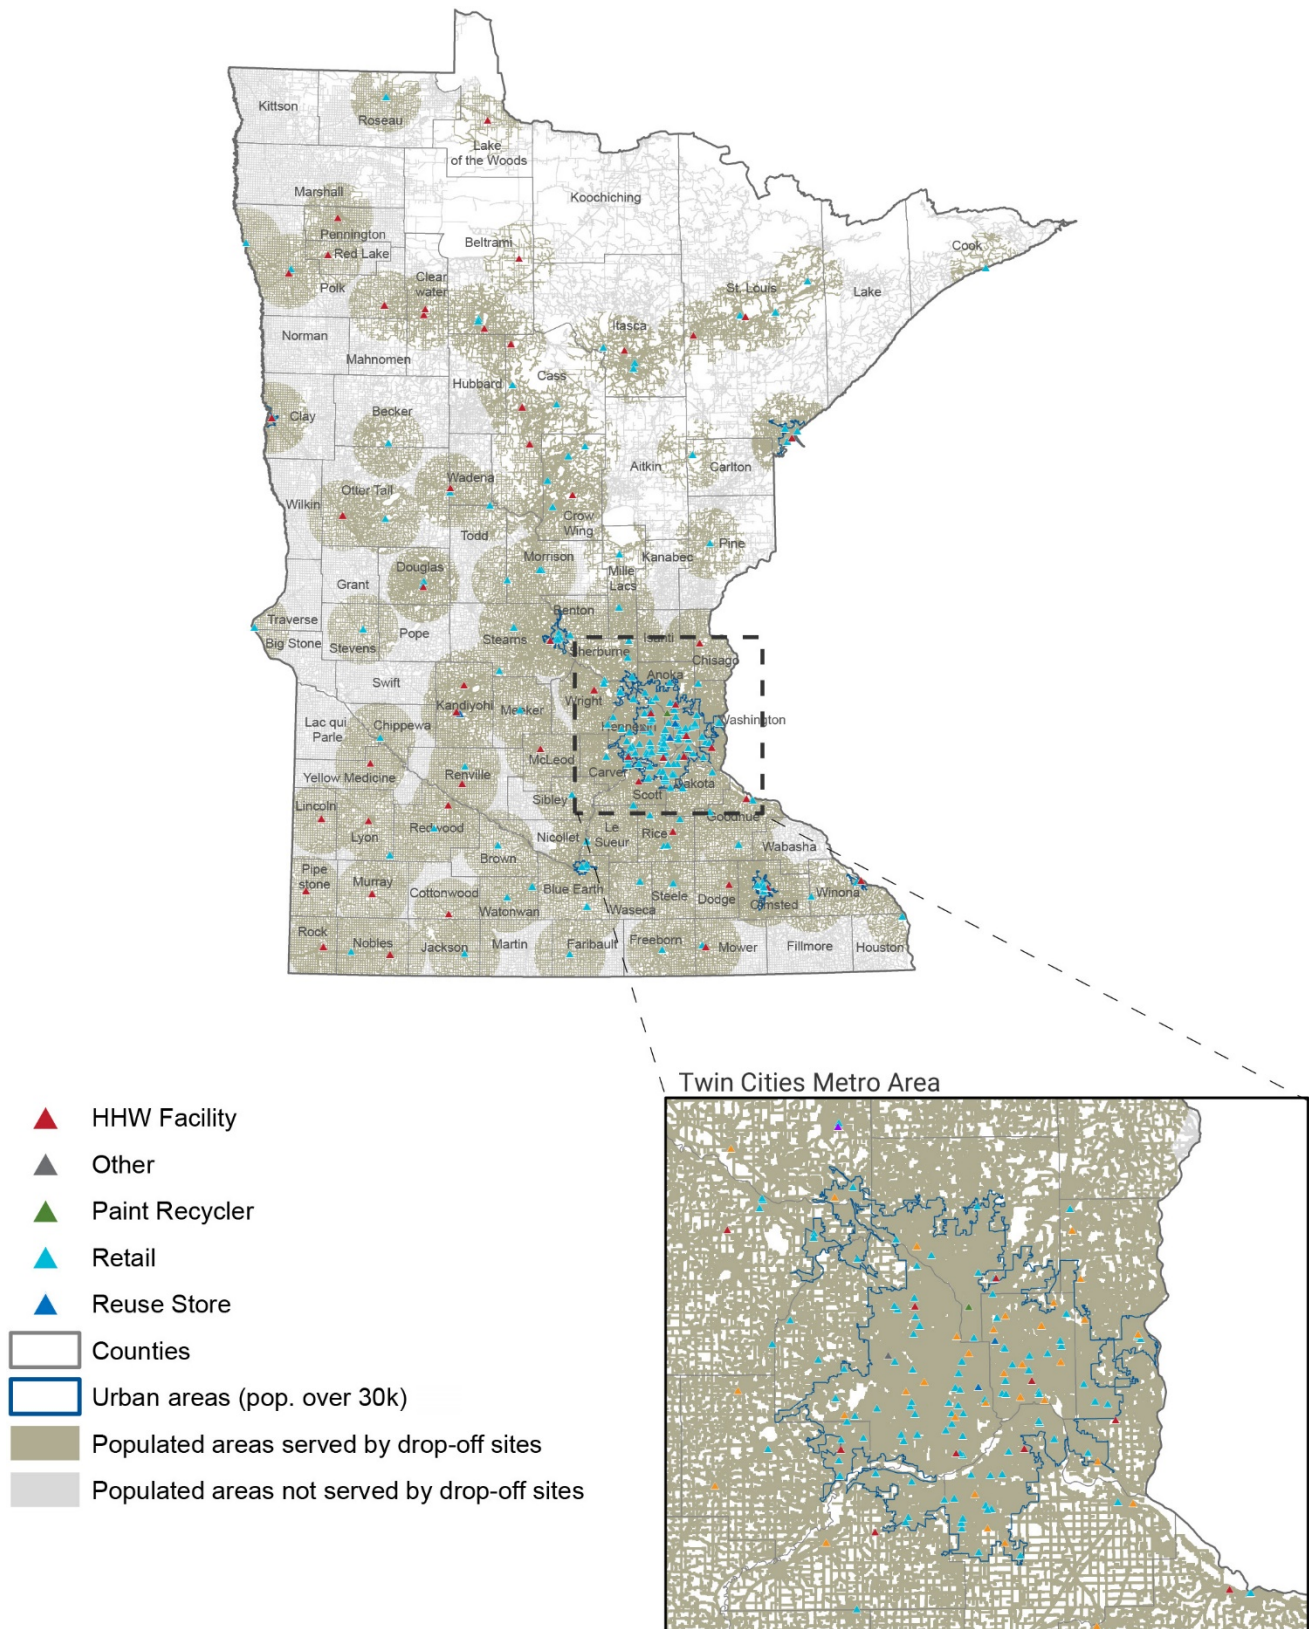 Kittson
Roseau
Lake
of the Woods
Koochiching
Marshall
Pennington
Red Lake
Beltrami
Cook
Polk
Clear
water
St. Louis
Lake
Norman
Itasca
Mahnomen
Cass
Hubbard
Clay
Becker
Aitkin
Carlton
Wadena
Otter Tail
Wilkin
Crow
Wing
Todd
Pine
Morrison
Kanabec
Douglas
Grant
Mille
Lacs
Benton
Traverse
Pope
Stearns
Isanti
Big Stone
Stevens
Sherburne
Chisago
Swift
Anoka
Wright
Kandiyohi
Meeker
Lac qui
Parle
Chippewa
Hennepin
Washington
McLeod
Yellow Medicine
Renville
Carver
Scott
Dakota
Lincoln
Sibley
Lyon
Redwood
Nicollet
Le
Sueur
Rice
Goodhue
Wabasha
Brown
Pipe
stone
Murray
Cottonwood
Watonwan
Blue Earth
Waseca
Steele
Dodge
Olmsted
Winona
Rock
Nobles
Jackson
Martin
Faribault
Freeborn
Mower
Fillmore
Houston
Twin Cities Metro Area
HHW Facility
Other
Paint Recycler
Retail
Reuse Store
Counties
Urban areas (pop. over 30k)
Populated areas served by drop-off sites
Populated areas not served by drop-off sites